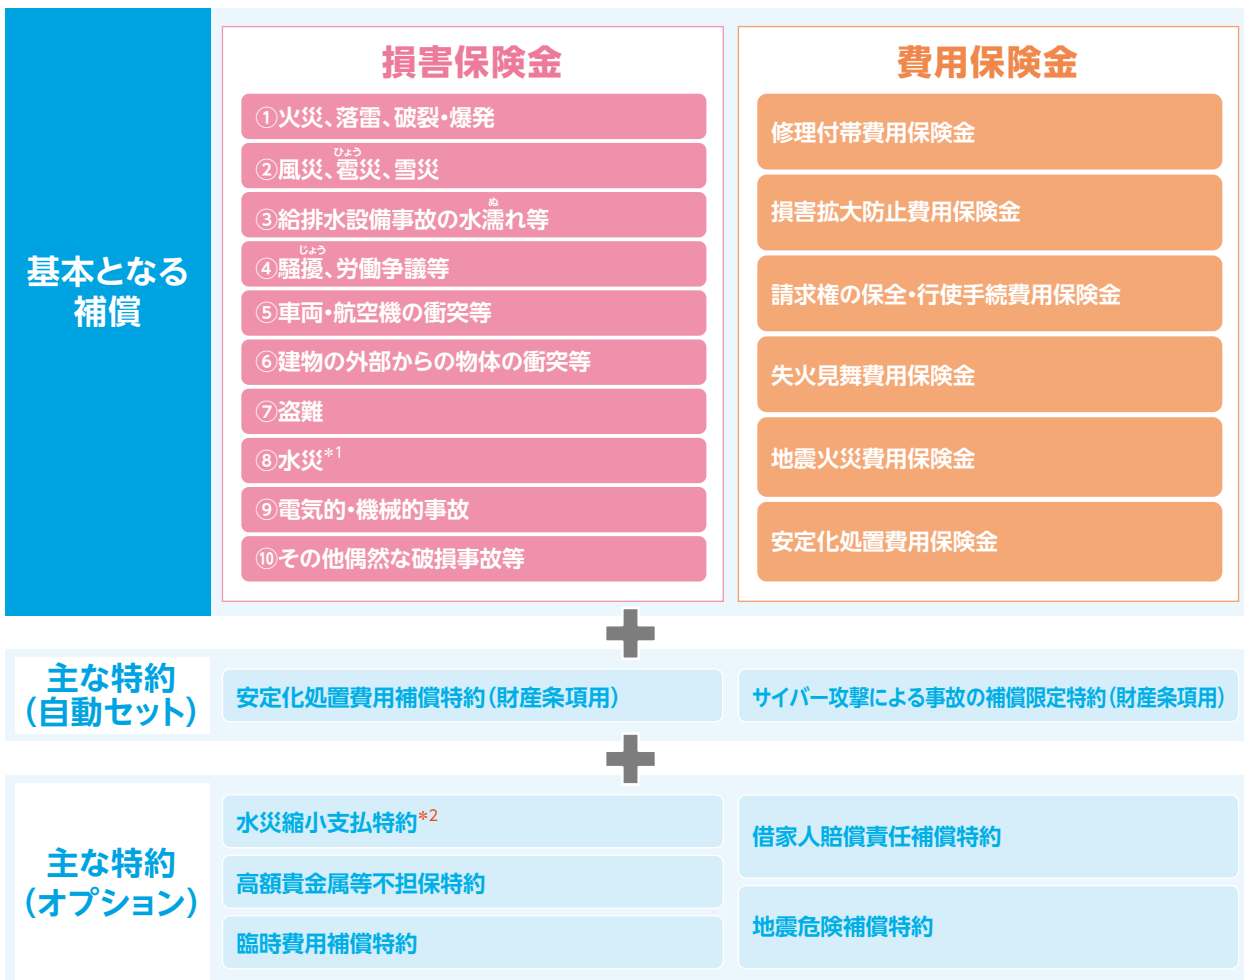 基本となる
補償
損害保険金
①火災、落雷、破裂・爆発
ひょう
②風災、雹災、雪災
ぬ
③給排水設備事故の水濡れ等
じょう
④騒擾、労働争議等
⑤車両・航空機の衝突等
⑥建物の外部からの物体の衝突等
⑦盗難
⑧水災*1
⑨電気的・機械的事故
⑩その他偶然な破損事故等
費用保険金
修理付帯費用保険金
損害拡大防止費用保険金
請求権の保全・行使手続費用保険金
失火見舞費用保険金
地震火災費用保険金
安定化処置費用保険金
主な特約
（自動セット）
安定化処置費用補償特約（財産条項用）
サイバー攻撃による事故の補償限定特約（財産条項用）
主な特約
（オプション）
水災縮小支払特約*2
高額貴金属等不担保特約
臨時費用補償特約
借家人賠償責任補償特約
地震危険補償特約